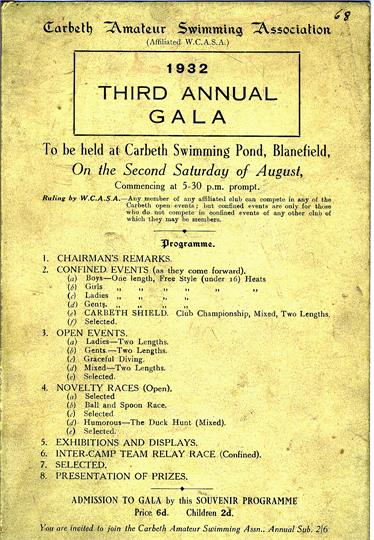 68
Carbeth Amateur Swimming Association
(Affiliated W.C.A.S.A.)
1932
THIRD ANNUAL
GALA
To be held at Carbeth Swimming Pond, Blanefield,
On the Second Saturday of August,
Commencing at 5-30 p.m. prompt.
Ruling by W.C.A.S.A.—Any member of any affiliated club can compete in any of the
Carbeth open events; but confined events are only for those
who do not compete in confined events of any other club of
which they may be members.
Programme.
1. CHAIRMAN'S REMARKS.
2. CONFINED EVENTS (as they come forward).
(a) Boys—One length, Free Style (under 16) Heats
(b) Girls „ „ „ „ „ „
(c) Ladies „ „ „ „
(d) Gents. „ „ „ „
(e) CARBETH SHIELD. Club Championship, Mixed, Two Lengths.
(f) Selected.
3. OPEN EVENTS.
(a) Ladies—Two Lengths.
(b) Gents—Two Lengths.
(c) Graceful Diving.
(d) Mixed—Two Lengths.
(e) Selected.
4. NOVELTY RACES (Open).
(a) Selected
(b) Ball and Spoon Race.
(c) Selected
(d) Humorous—The Duck Hunt (Mixed).
(e) Selected.
5. EXHIBITIONS AND DISPLAYS.
6. INTER-CAMP TEAM RELAY RACE (Confined).
7. SELECTED.
8. PRESENTATION OF PRIZES.
ADMISSION TO GALA by this SOUVENIR PROGRAMME
Price 6d. Children 2d.
You are invited to join the Carbeth Amateur Swimming Assn.. Annual Sub. 2/6